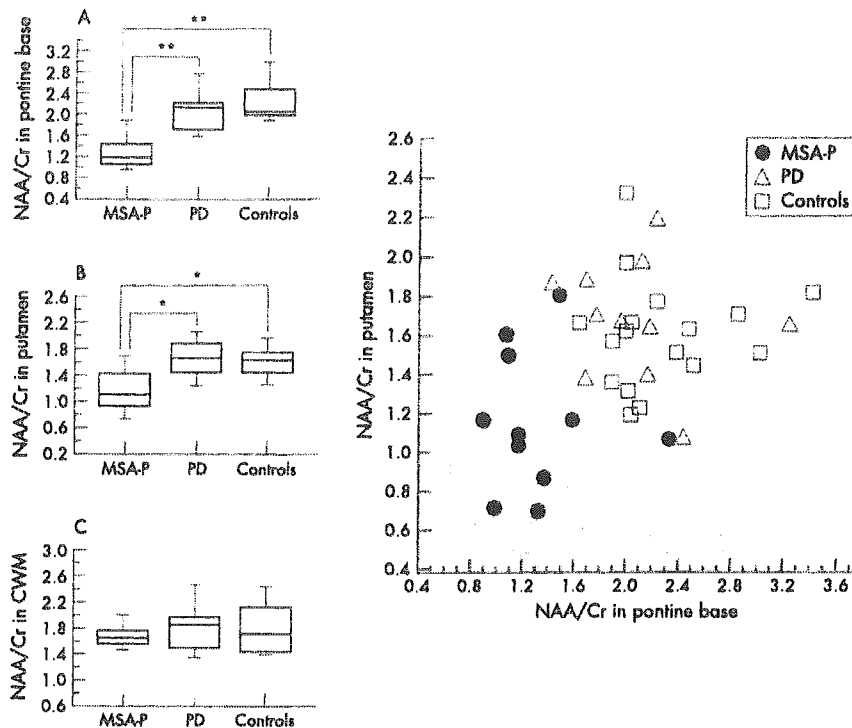 A
**
**
NAA/Cr in pontine base
3.2
2.8
2.4
2.0
1.6
1.2
0.8
0.4
MSA-P PD Controls
B
*
*
NAA/Cr in putamen
2.6
2.2
1.8
1.4
1.0
0.6
0.2
MSA-P PD Controls
C
NAA/Cr in CWM
3.0
2.6
2.2
1.8
1.4
1.0
0.6
MSA-P PD Controls
NAA/Cr in putamen
2.6
2.4
2.2
2.0
1.8
1.6
1.4
1.2
1.0
0.8
0.6
0.4
0.4 0.8 1.2 1.6 2.0 2.4 2.8 3.2 3.6
NAA/Cr in pontine base
MSA-P
PD
Controls